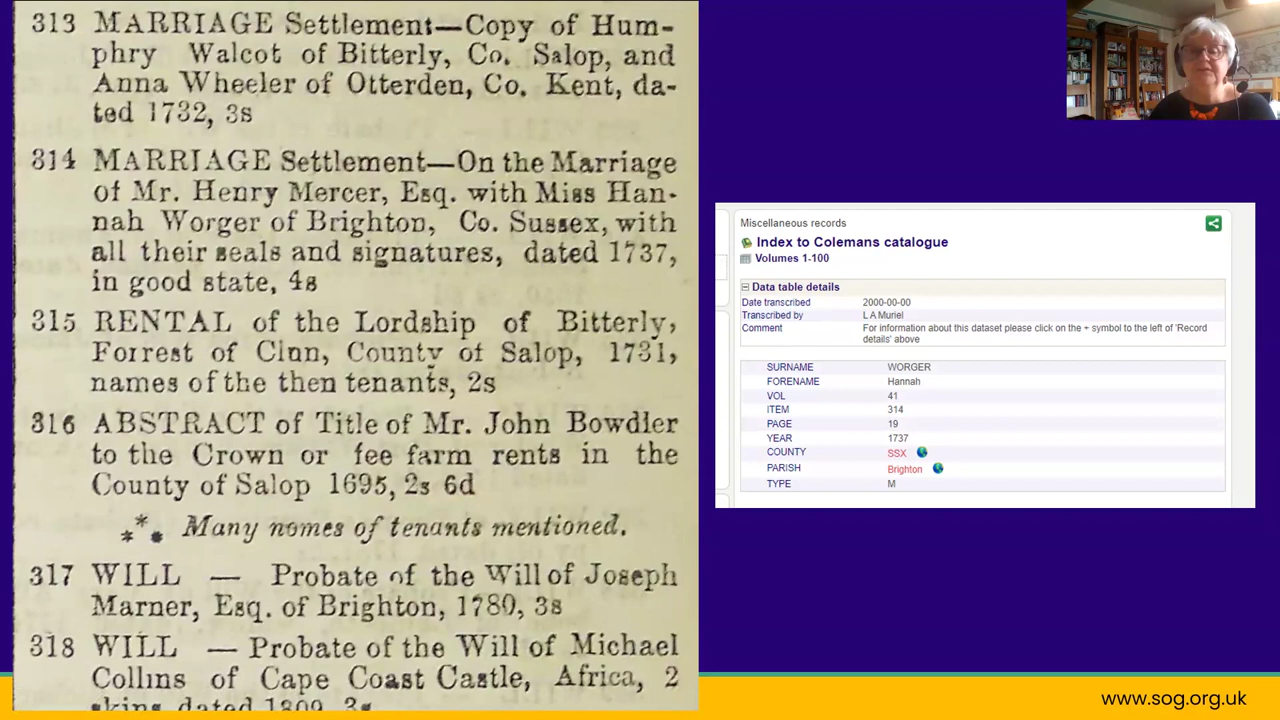 313 MARRIAGE Settlement—Copy of Hum-
phry Walcot of Bitterly, Co. Salop, and
Anna Wheeler of Otterden, Co. Kent, da-
ted 1732, 3s
314 MARRIAGE Settlement—On the Marriage
of Mr. Henry Mercer, Esq. with Miss Han-
nah Worger of Brighton, Co. Sussex, with
all their seals and signatures, dated 1737,
in good state, 4s
315 RENTAL of the Lordship of Bitterly,
Forrest of Clun, County of Salop, 1731,
names of the then tenants, 2s
316 ABSTRACT of Title of Mr. John Bowdler
to the Crown or fee farm rents in the
County of Salop 1695, 2s 6d
*** Many nomes of tenants mentioned.
317 WILL — Probate of the Will of Joseph
Marner, Esq. of Brighton, 1780, 3s
318 WILL — Probate of the Will of Michael
Collins of Cape Coast Castle, Africa, 2
skins dated 1809, 3s
Miscellaneous records
Index to Colemans catalogue
Volumes 1-100
Data table details
Date transcribed 2000-00-00
Transcribed by L A Muriel
Comment For information about this dataset please click on the + symbol to the left of 'Record
details' above
SURNAME WORGER
FORENAME Hannah
VOL 41
ITEM 314
PAGE 19
YEAR 1737
COUNTY SSX
PARISH Brighton
TYPE M
www.sog.org.uk